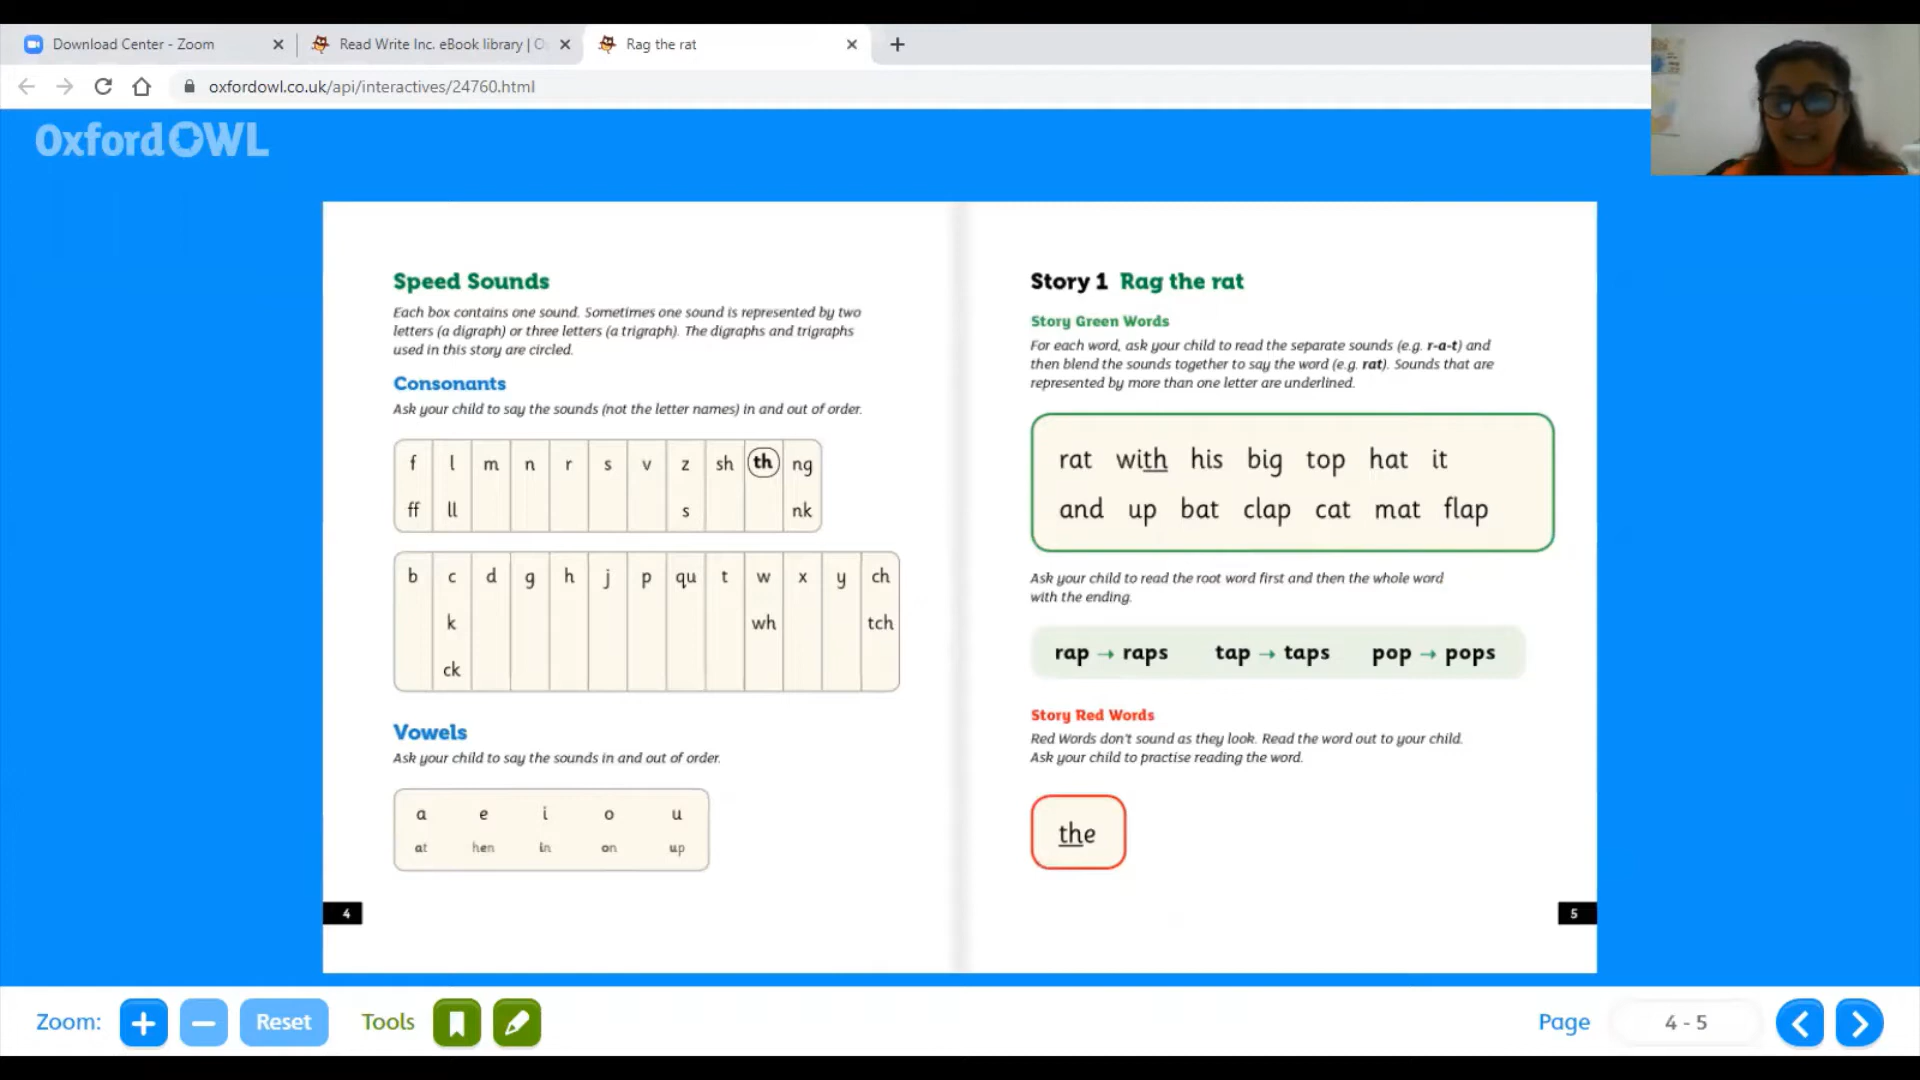 Download Center - Zoom
Read Write Inc. eBook library | O
Rag the rat
oxfordowl.co.uk/api/interactives/24760.html
Oxford OWL
Speed Sounds
Each box contains one sound. Sometimes one sound is represented by two
letters (a digraph) or three letters (a trigraph). The digraphs and trigraphs
used in this story are circled.
Consonants
Ask your child to say the sounds (not the letter names) in and out of order.
f l m n r s v z sh th ng
ff ll s nk
b c d g h j p qu t w x y ch
k wh tch
ck
Vowels
Ask your child to say the sounds in and out of order.
a e i o u
at hen in on up
4
Story 1 Rag the rat
Story Green Words
For each word, ask your child to read the separate sounds (e.g. r-a-t) and
then blend the sounds together to say the word (e.g. rat). Sounds that are
represented by more than one letter are underlined.
rat with his big top hat it
and up bat clap cat mat flap
Ask your child to read the root word first and then the whole word
with the ending.
rap → raps tap → taps pop → pops
Story Red Words
Red Words don't sound as they look. Read the word out to your child.
Ask your child to practise reading the word.
the
5
Zoom: + − Reset Tools Page 4 - 5